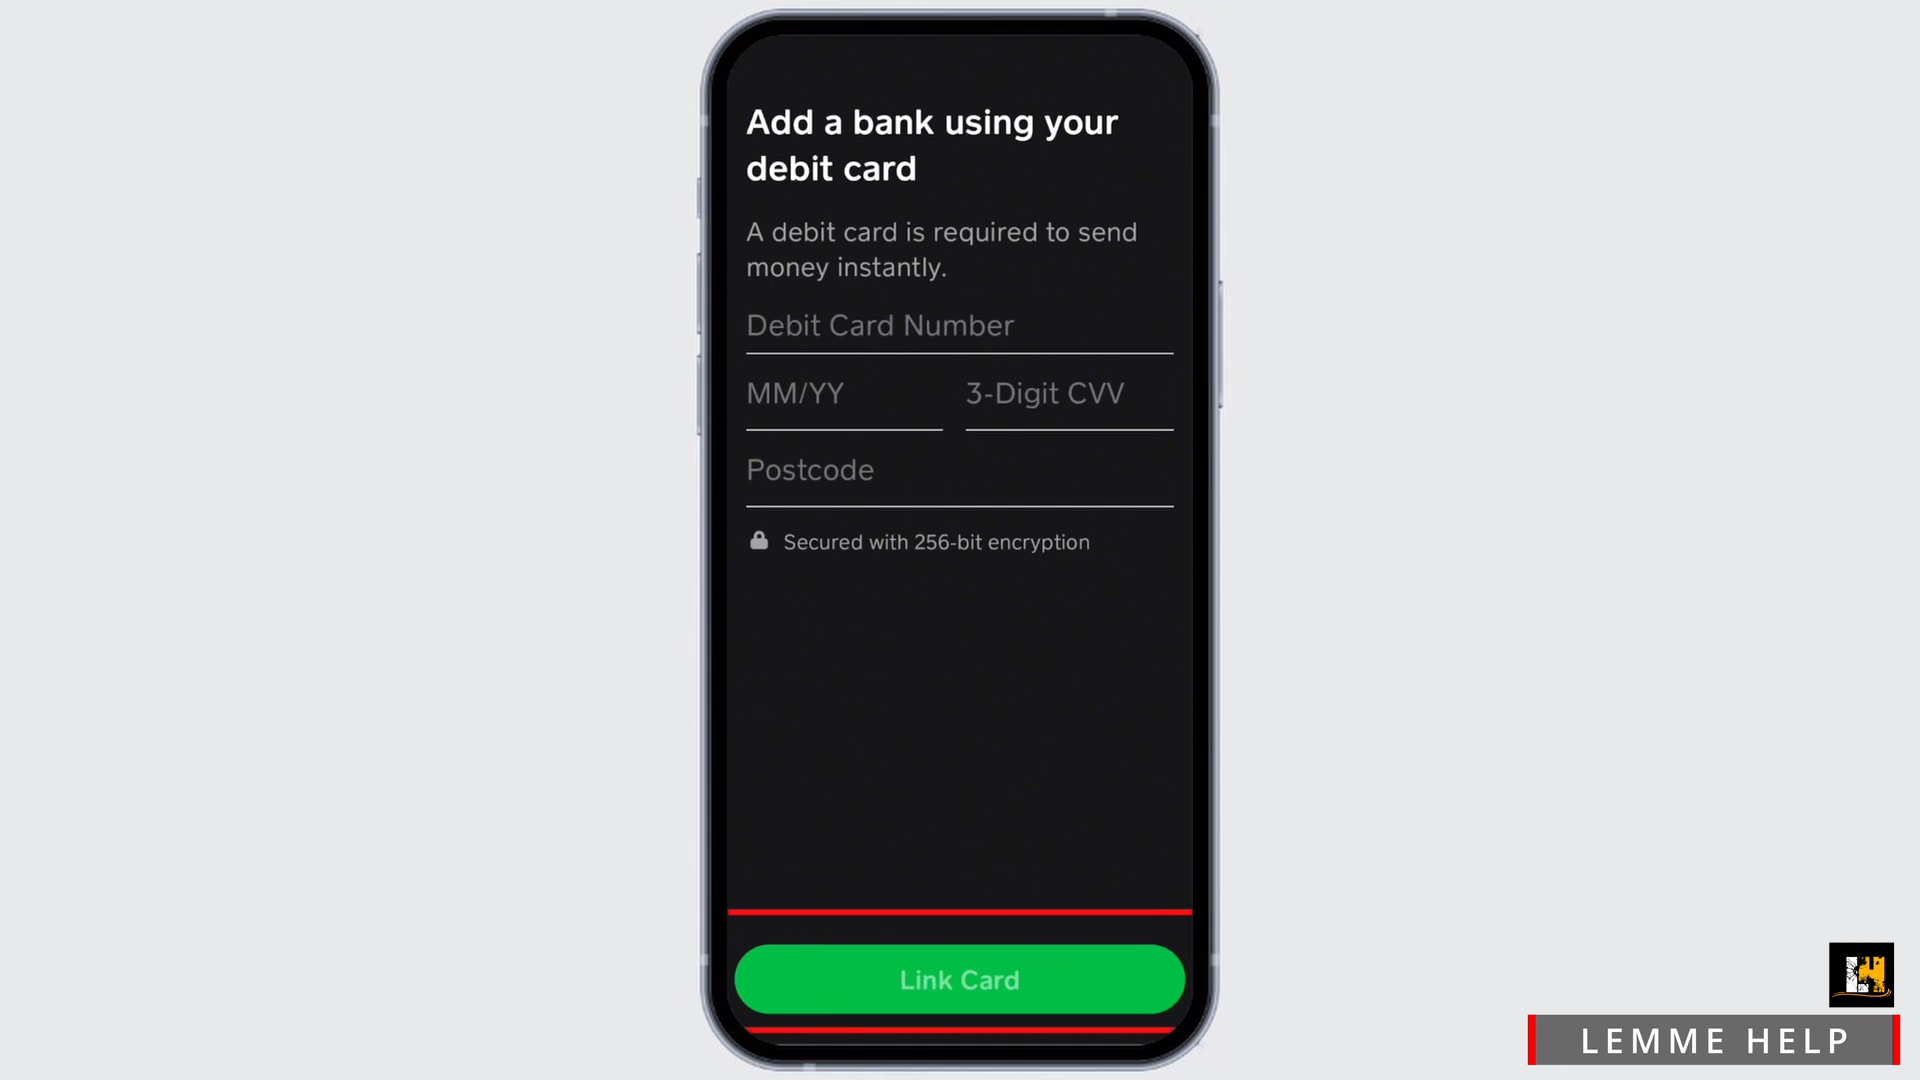 Add a bank using your
debit card
A debit card is required to send
money instantly.
Debit Card Number
MM/YY 3-Digit CVV
Postcode
Secured with 256-bit encryption
Link Card
LEMME HELP